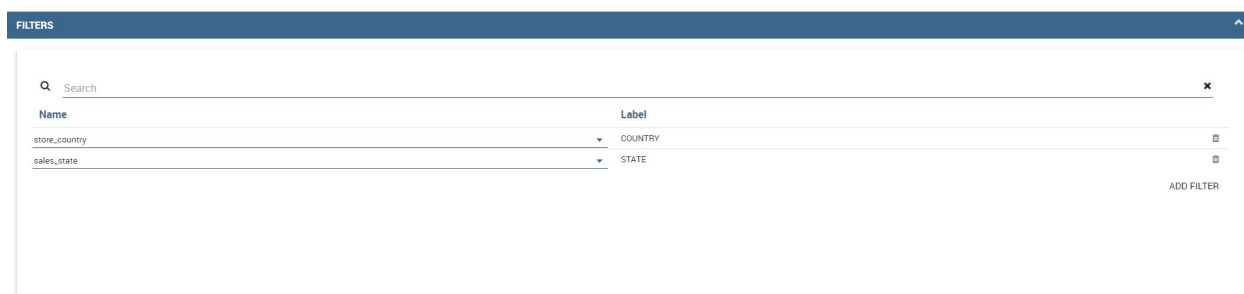 FILTERS
Search
Name Label
store_country COUNTRY
sales_state STATE
ADD FILTER